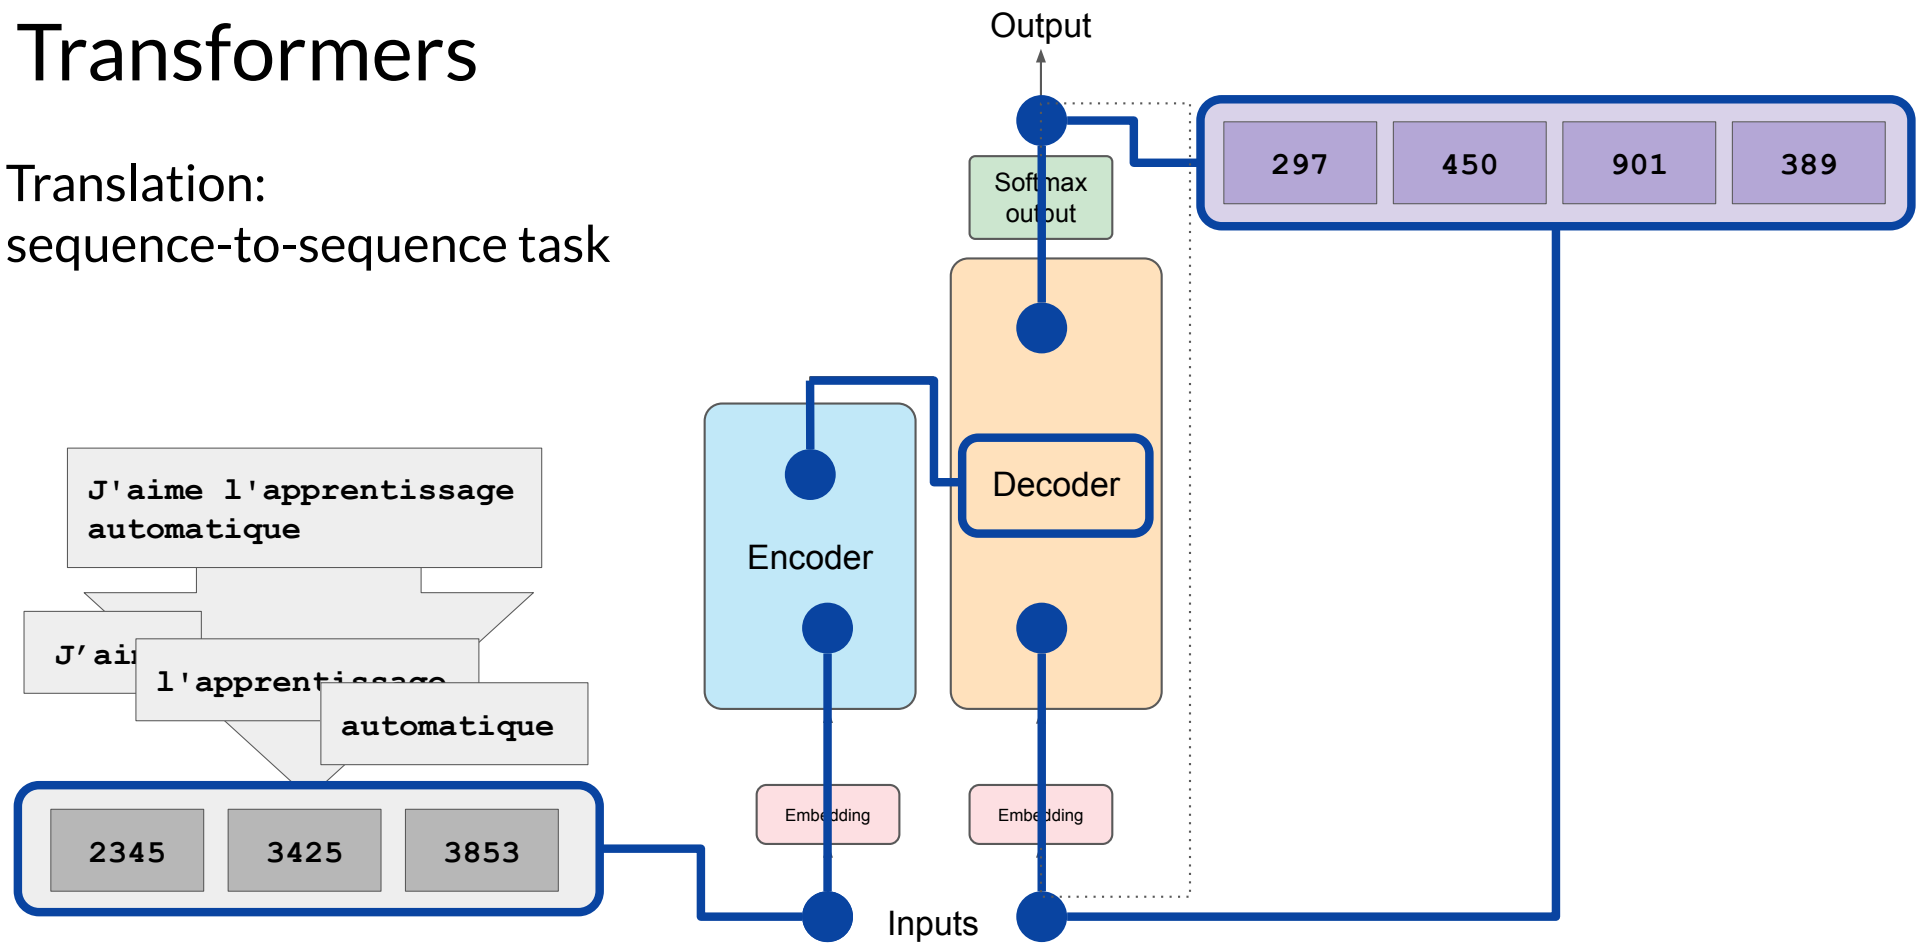 Transformers
Translation:
sequence-to-sequence task
Output
297 450 901 389
Softmax
output
Decoder
Encoder
J'aime l'apprentissage
automatique
l'apprentissage
automatique
Embedding
Embedding
2345 3425 3853
Inputs